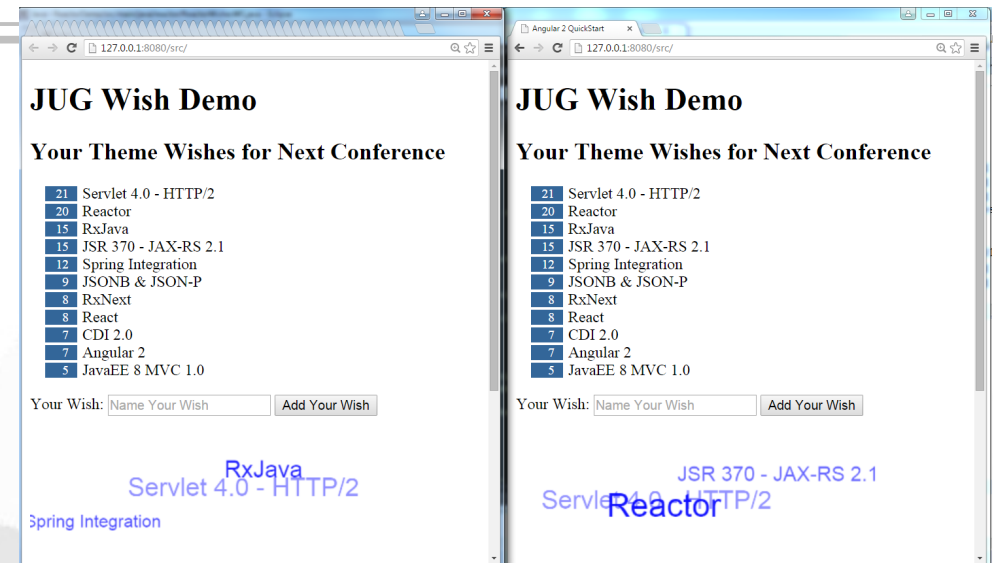 127.0.0.1:8080/src/
JUG Wish Demo
Your Theme Wishes for Next Conference
21 Servlet 4.0 - HTTP/2
20 Reactor
15 RxJava
15 JSR 370 - JAX-RS 2.1
12 Spring Integration
9 JSONB & JSON-P
8 RxNext
8 React
7 CDI 2.0
7 Angular 2
5 JavaEE 8 MVC 1.0
Your Wish: Name Your Wish Add Your Wish
RxJava
Servlet 4.0 - HTTP/2
Spring Integration
Angular 2 QuickStart
127.0.0.1:8080/src/
JUG Wish Demo
Your Theme Wishes for Next Conference
21 Servlet 4.0 - HTTP/2
20 Reactor
15 RxJava
15 JSR 370 - JAX-RS 2.1
12 Spring Integration
9 JSONB & JSON-P
8 RxNext
8 React
7 CDI 2.0
7 Angular 2
5 JavaEE 8 MVC 1.0
Your Wish: Name Your Wish Add Your Wish
JSR 370 - JAX-RS 2.1
Servlet 4.0 - HTTP/2
Reactor